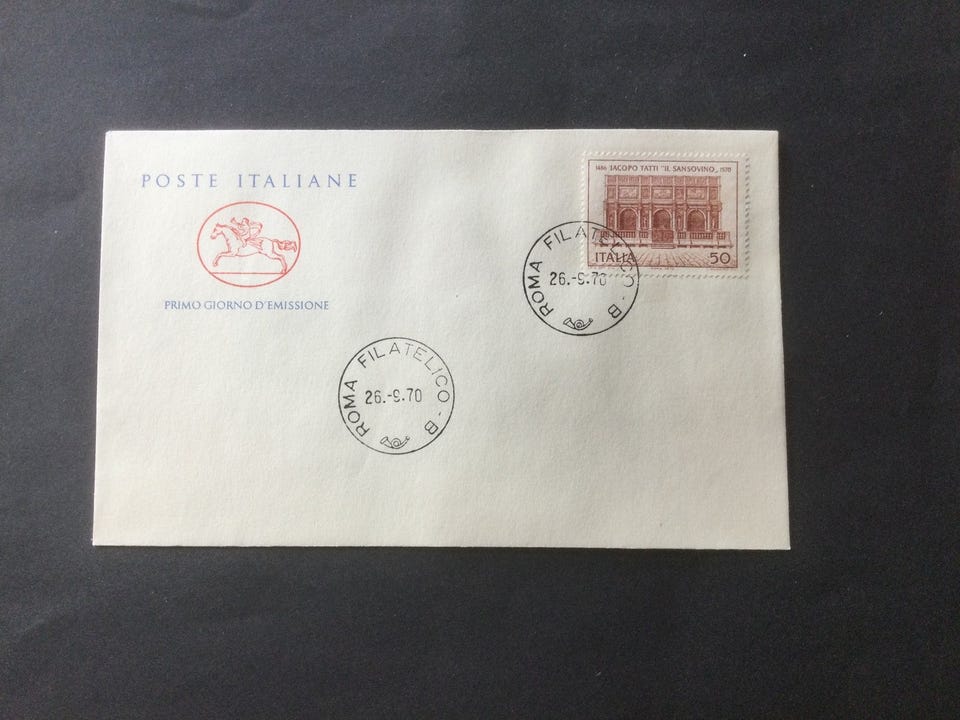 POSTE ITALIANE
PRIMO GIORNO D'EMISSIONE
1486 JACOPO TATTI "IL SANSOVINO" 1570
ITALIA 50
ROMA FILATELICO - B
26.-9.70
ROMA FILATELICO - B
26.-9.70